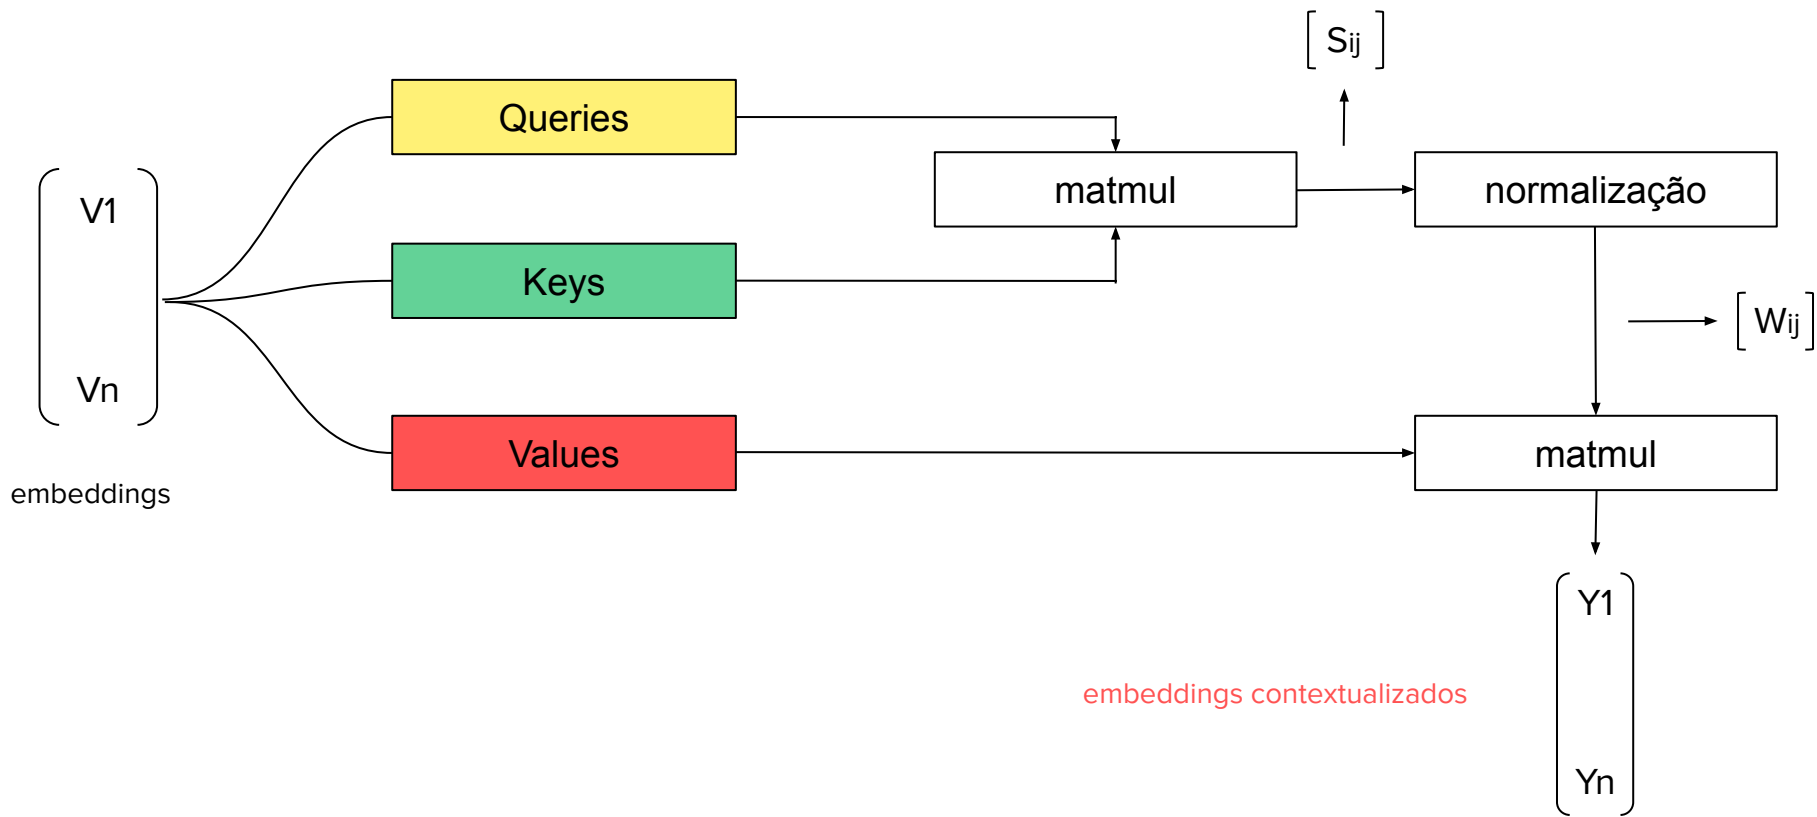 Sij
Queries
matmul
normalização
V1
Keys
Wij
Vn
Values
matmul
embeddings
Y1
embeddings contextualizados
Yn